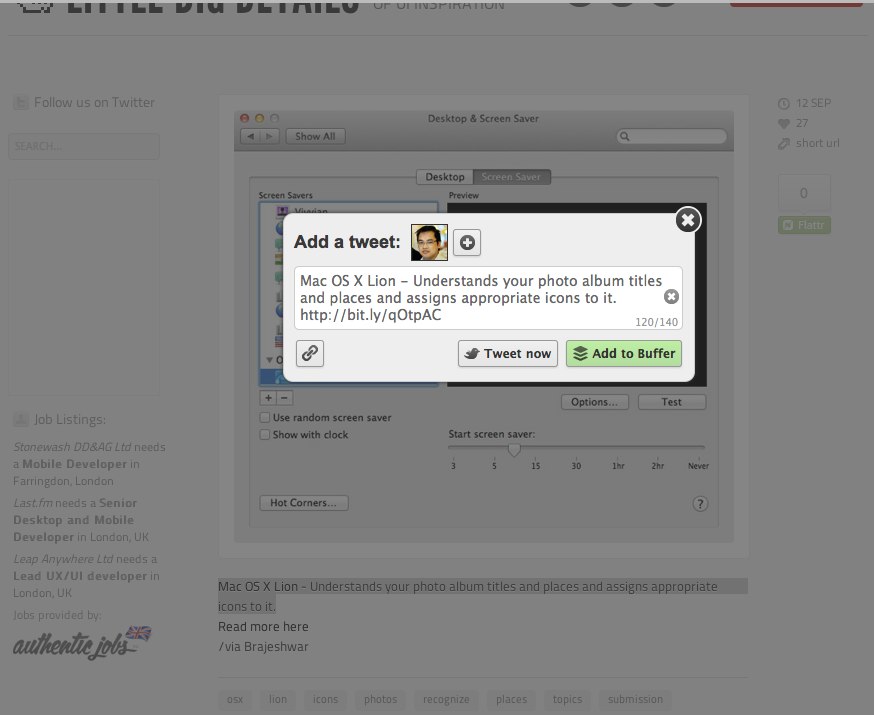 LITTLE BIG DETAILS
OF UI INSPIRATION
Follow us on Twitter
SEARCH...
Job Listings:
Stonewash DD&AG Ltd needs
a Mobile Developer in
Farringdon, London
Last.fm needs a Senior
Desktop and Mobile
Developer in London, UK
Leap Anywhere Ltd needs a
Lead UX/UI developer in
London, UK
Jobs provided by:
authentic jobs
Desktop & Screen Saver
Show All
Desktop
Screen Saver
Screen Savers
Preview
Add a tweet:
Mac OS X Lion - Understands your photo album titles
and places and assigns appropriate icons to it.
http://bit.ly/qOtpAC
120/140
Tweet now
Add to Buffer
+ −
Use random screen saver
Show with clock
Options...
Test
Start screen saver:
3 5 15 30 1hr 2hr Never
Hot Corners...
?
Mac OS X Lion - Understands your photo album titles and places and assigns appropriate
icons to it.
Read more here
/via Brajeshwar
osx lion icons photos recognize places topics submission
12 SEP
27
short url
0
Flattr